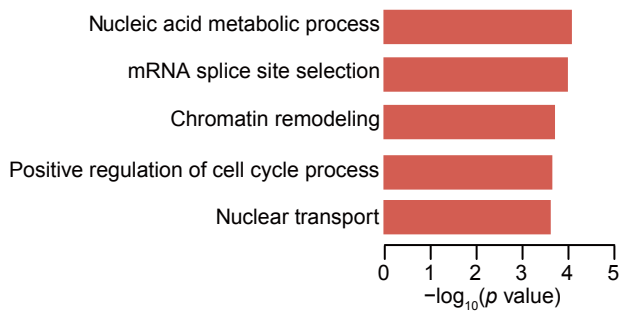 Nucleic acid metabolic process
mRNA splice site selection
Chromatin remodeling
Positive regulation of cell cycle process
Nuclear transport
0 1 2 3 4 5
−log₁₀(p value)